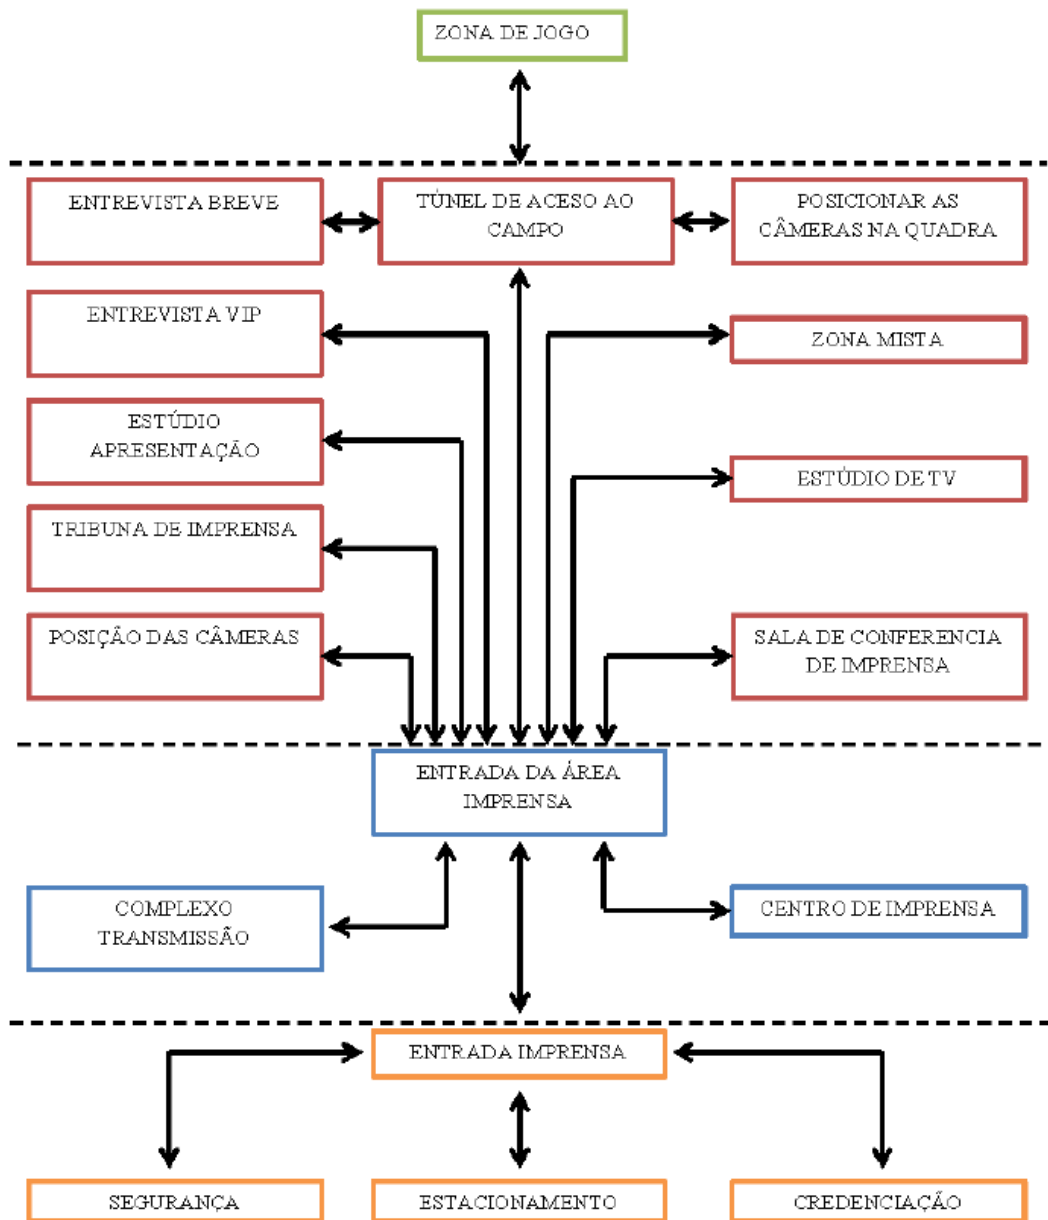 ZONA DE JOGO
ENTREVISTA BREVE
TÚNEL DE ACESO AO
CAMPO
POSICIONAR AS
CÂMERAS NA QUADRA
ENTREVISTA VIP
ZONA MISTA
ESTÚDIO
APRESENTAÇÃO
ESTÚDIO DE TV
TRIBUNA DE IMPRENSA
POSIÇÃO DAS CÂMERAS
SALA DE CONFERENCIA
DE IMPRENSA
ENTRADA DA ÁREA
IMPRENSA
COMPLEXO
TRANSMISSÃO
CENTRO DE IMPRENSA
ENTRADA IMPRENSA
SEGURANÇA
ESTACIONAMENTO
CREDENCIAÇÃO